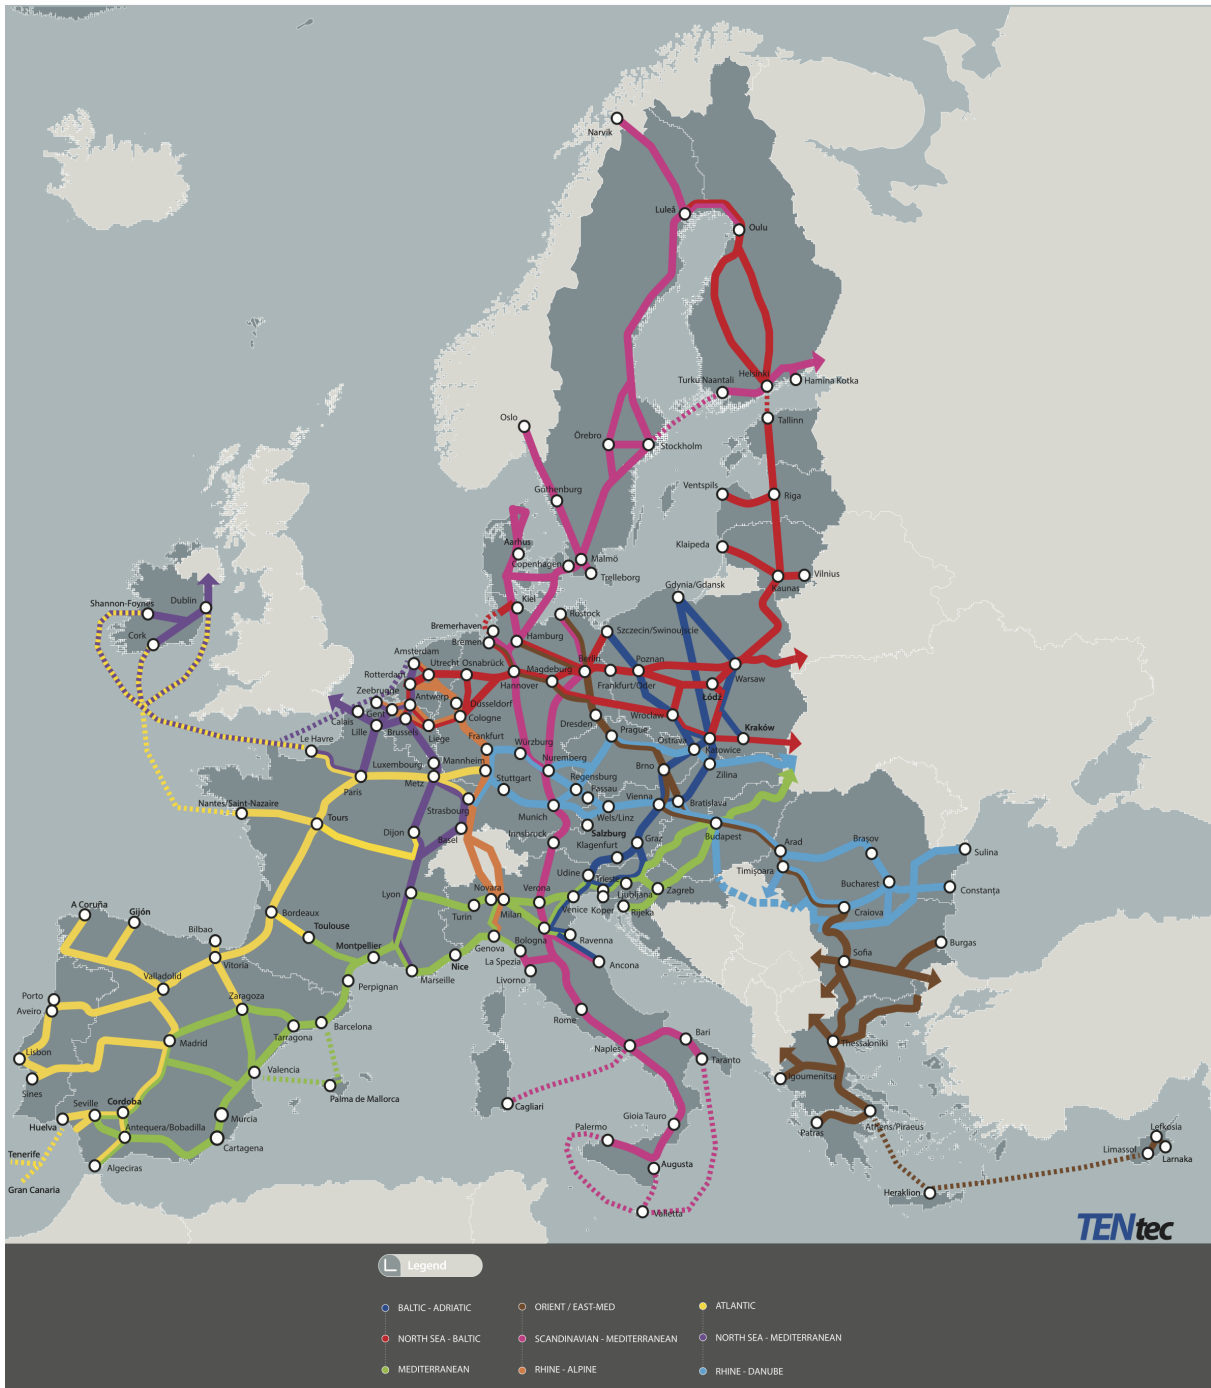 Narvik
Luleå
Oulu
Turku Naantali
Helsinki
Hamina Kotka
Oslo
Tallinn
Örebro
Stockholm
Ventspils
Riga
Gothenburg
Klaipeda
Aarhus
Copenhagen
Malmö
Trelleborg
Kaunas
Vilnius
Gdynia/Gdansk
Shannon-Foynes
Dublin
Cork
Kiel
Rostock
Bremerhaven
Bremen
Hamburg
Szczecin/Swinoujscie
Amsterdam
Utrecht
Osnabrück
Berlin
Poznan
Warsaw
Rotterdam
Magdeburg
Hannover
Frankfurt/Oder
Łódź
Zeebrugge
Antwerp
Düsseldorf
Gent
Cologne
Calais
Lille
Brussels
Liège
Dresden
Wroclaw
Prague
Kraków
Katowice
Ostrava
Le Havre
Frankfurt
Würzburg
Nuremberg
Luxembourg
Mannheim
Metz
Stuttgart
Regensburg
Passau
Brno
Zilina
Paris
Nantes/Saint-Nazaire
Tours
Strasbourg
Munich
Wels/Linz
Vienna
Bratislava
Dijon
Basel
Innsbruck
Salzburg
Klagenfurt
Graz
Budapest
Arad
Brașov
Sulina
Timișoara
Lyon
Novara
Verona
Udine
Trieste
Ljubljana
Zagreb
Bucharest
Constanța
A Coruña
Gijón
Bordeaux
Turin
Milan
Venice
Koper
Rijeka
Craiova
Bilbao
Toulouse
Montpellier
Genova
Bologna
Ravenna
Vitoria
La Spezia
Ancona
Sofia
Burgas
Valladolid
Perpignan
Marseille
Nice
Livorno
Porto
Aveiro
Zaragoza
Tarragona
Barcelona
Rome
Bari
Lisbon
Madrid
Naples
Taranto
Thessaloniki
Sines
Valencia
Palma de Mallorca
Igoumenitsa
Seville
Cordoba
Cagliari
Gioia Tauro
Huelva
Antequera/Bobadilla
Murcia
Palermo
Patras
Athens/Piraeus
Lefkosia
Cartagena
Limassol
Larnaka
Tenerife
Algeciras
Augusta
Gran Canaria
Heraklion
Valletta
TENtec
Legend
BALTIC - ADRIATIC
ORIENT / EAST-MED
ATLANTIC
NORTH SEA - BALTIC
SCANDINAVIAN - MEDITERRANEAN
NORTH SEA - MEDITERRANEAN
MEDITERRANEAN
RHINE - ALPINE
RHINE - DANUBE